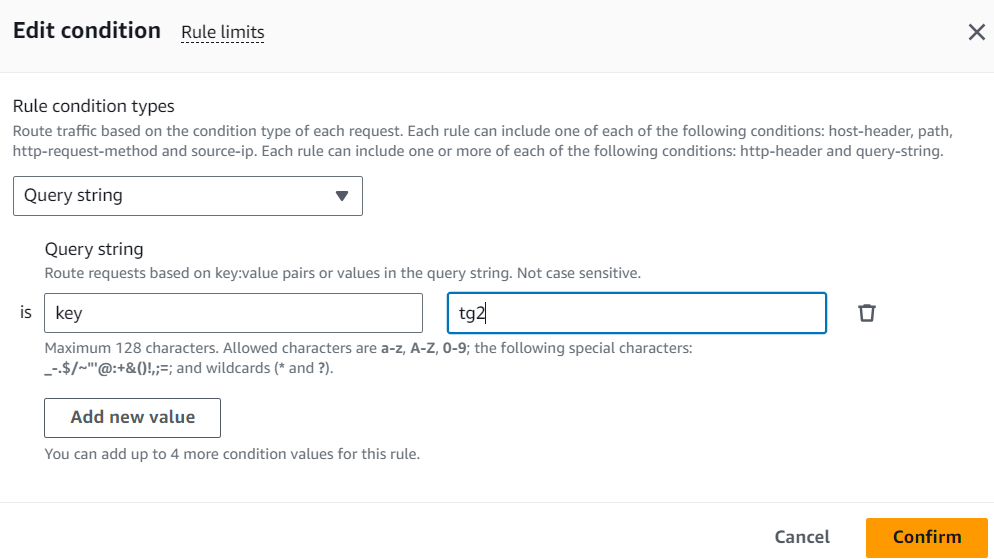 Edit condition Rule limits
Rule condition types
Route traffic based on the condition type of each request. Each rule can include one of each of the following conditions: host-header, path,
http-request-method and source-ip. Each rule can include one or more of each of the following conditions: http-header and query-string.
Query string
Query string
Route requests based on key:value pairs or values in the query string. Not case sensitive.
is key tg2
Maximum 128 characters. Allowed characters are a-z, A-Z, 0-9; the following special characters:
_-.$/~"'@:+&()!,;=; and wildcards (* and ?).
Add new value
You can add up to 4 more condition values for this rule.
Cancel Confirm